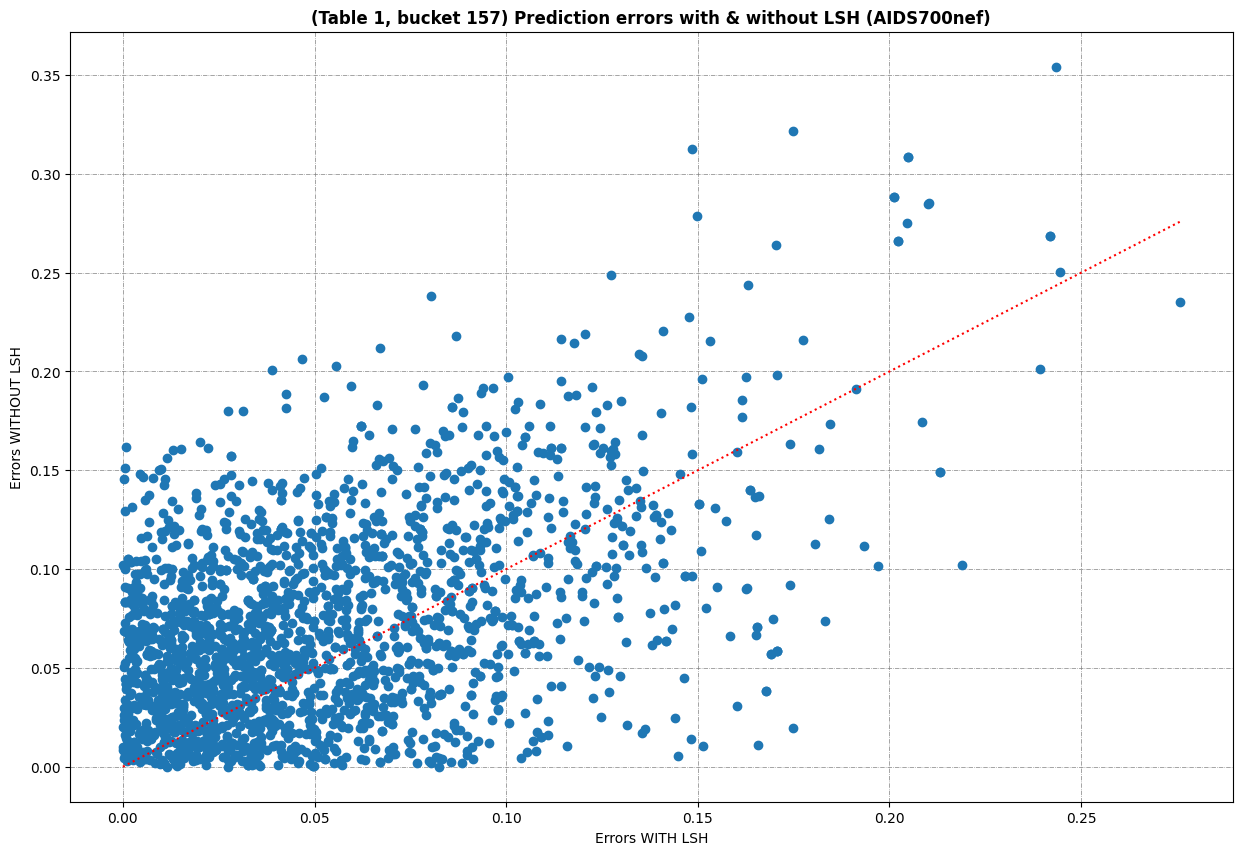 (Table 1, bucket 157) Prediction errors with & without LSH (AIDS700nef)
Errors WITHOUT LSH
0.35
0.30
0.25
0.20
0.15
0.10
0.05
0.00
0.00 0.05 0.10 0.15 0.20 0.25
Errors WITH LSH